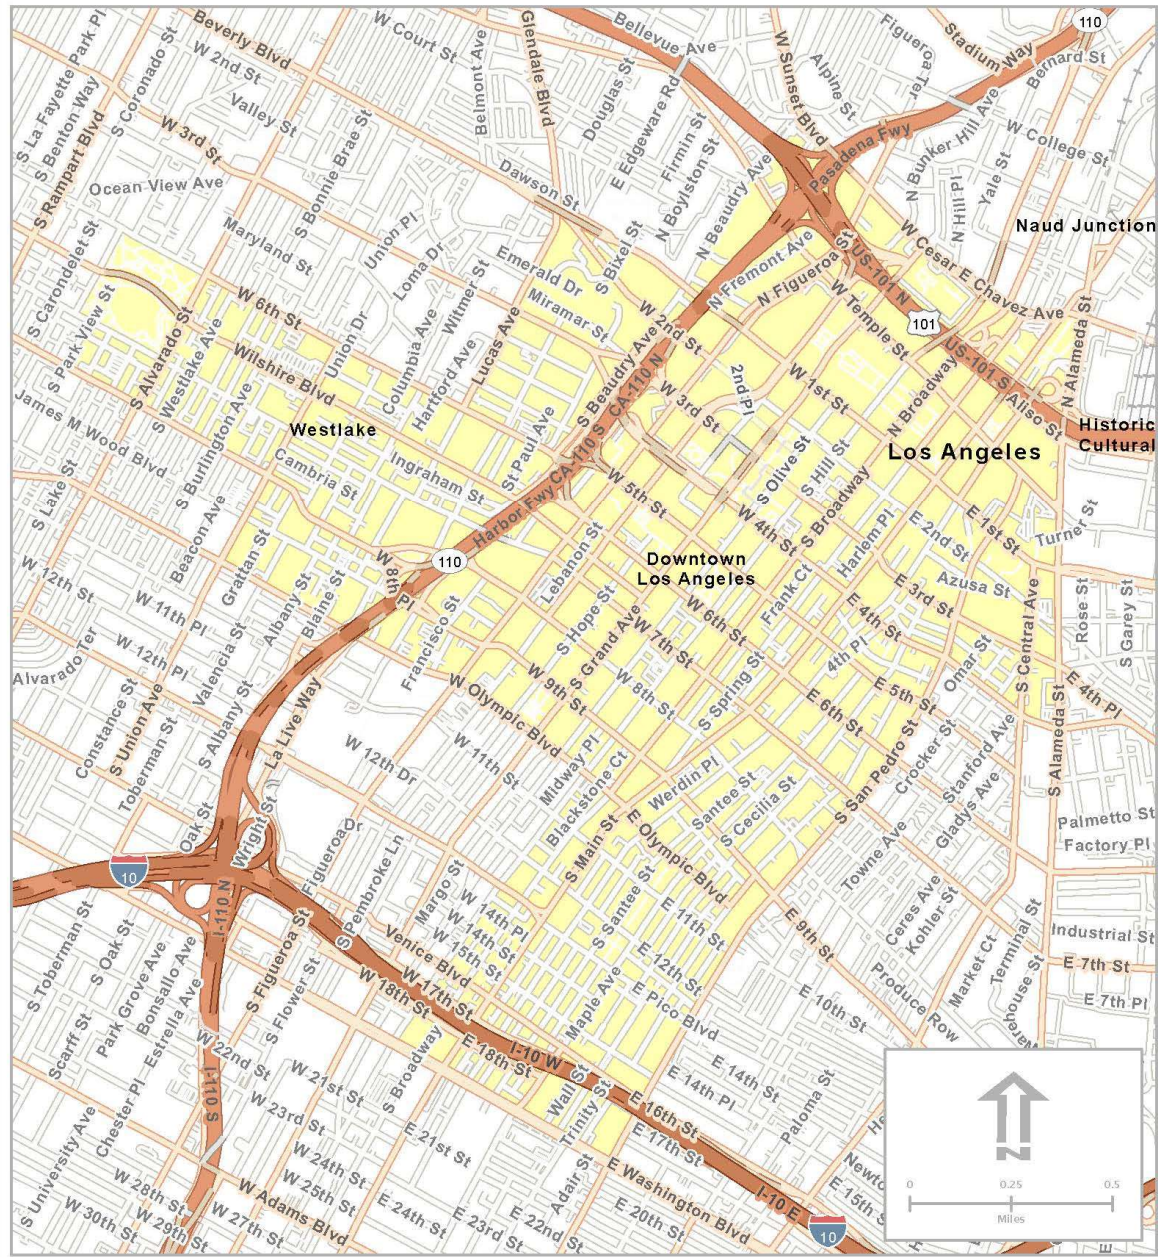 S La Fayette Park Pl
S Benton Way
S Rampart Blvd
S Coronado St
Beverly Blvd
W 2nd St
Valley St
W 3rd St
Ocean View Ave
S Bonnie Brae St
W Court St
Belmont Ave
Glendale Blvd
Bellevue Ave
Douglas St
E Edgeware Rd
Firmin St
N Boylston St
N Beaudry Ave
Dawson St
W Sunset Blvd
Alpine St
Figueroa
Ter
Stadium Way
110
Bernard St
Pasadena Fwy
N Bunker Hill Ave
W College St
Yale St
N Hill Pl
Naud Junction
W Cesar E Chavez Ave
US-101 N
101
US-101 S
Aliso St
N Alameda St
Historic
Cultural
Los Angeles
N Fremont Ave
N Figueroa St
W Temple St
N Broadway
W 1st St
2nd Pl
W 2nd St
W 3rd St
S Carondelet St
S Park View St
S Alvarado St
S Westlake Ave
Maryland St
Union Pl
Loma Dr
Witmer St
W 6th St
Union Dr
Columbia Ave
Hartford Ave
Lucas Ave
Emerald Dr
Miramar St
S Bixel St
S Beaudry Ave
CA-110 N
CA-110 S
Harbor Fwy
Wilshire Blvd
Westlake
James M Wood Blvd
S Burlington Ave
Cambria St
Ingraham St
St Paul Ave
S Lake St
Beacon Ave
Grattan St
W 12th St
W 11th Pl
W 12th Pl
Alvarado Ter
Valencia St
Albany St
Blaine St
W 8th Pl
110
Lebanon St
W 5th St
W 4th St
S Olive St
S Hill St
S Broadway
Harlem Pl
Downtown
Los Angeles
Frank Ct
E 2nd St
E 1st St
Turner St
Azusa St
E 3rd St
E 4th St
4th Pl
S Central Ave
Rose St
S Garey St
Francisco St
S Hope St
S Grand Ave
W 6th St
W 7th St
W 8th St
W 9th St
S Spring St
E 5th St
E 6th St
Omar St
E 4th Pl
S Alameda St
Constance St
S Union Ave
Toberman St
S Albany St
La Live Way
W Olympic Blvd
W 12th Dr
W 11th St
Midway Pl
Blackstone Ct
Werdin Pl
Santee St
S Cecilia St
S San Pedro St
Crocker St
Stanford Ave
Gladys Ave
Towne Ave
Palmetto St
Factory Pl
Oak St
Wright St
Figueroa Dr
S Pembroke Ln
Margo St
S Main St
E Olympic Blvd
10
I-110 N
S Figueroa St
Venice Blvd
W 14th Pl
W 14th St
W 15th St
W 17th St
W 18th St
S Santee St
E 11th St
E 12th St
E Pico Blvd
Maple Ave
E 9th St
E 10th St
Produce Row
Ceres Ave
Kohler St
Market Ct
Terminal St
Industrial St
E 7th St
E 7th Pl
S Toberman St
S Oak St
Park Grove Ave
Bonsallo Ave
Estrella Ave
Scarff St
S Flower St
W 22nd St
W 21st St
S Broadway
E 18th St
I-10 W
Wall St
Trinity St
E 14th St
E 14th Pl
E 16th St
E 17th St
Paloma St
I-110 S
Chester Pl
S University Ave
W 23rd St
W 24th St
W 25th St
E 21st St
Adair St
E Washington Blvd
W 28th St
W 29th St
W 30th St
W Adams Blvd
W 27th St
E 24th St
E 23rd St
E 22nd St
E 20th St
I-10 E
10
E 15th S
N
0 0.25 0.5
Miles